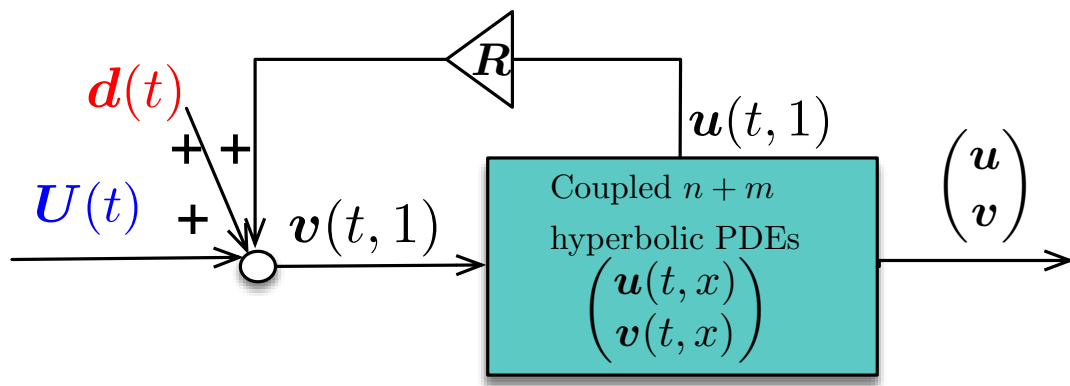 R
d(t)
u(t, 1)
+ +
U(t)
+
v(t, 1)
Coupled n + m
hyperbolic PDEs
(u(t, x)
v(t, x))
(u
v)